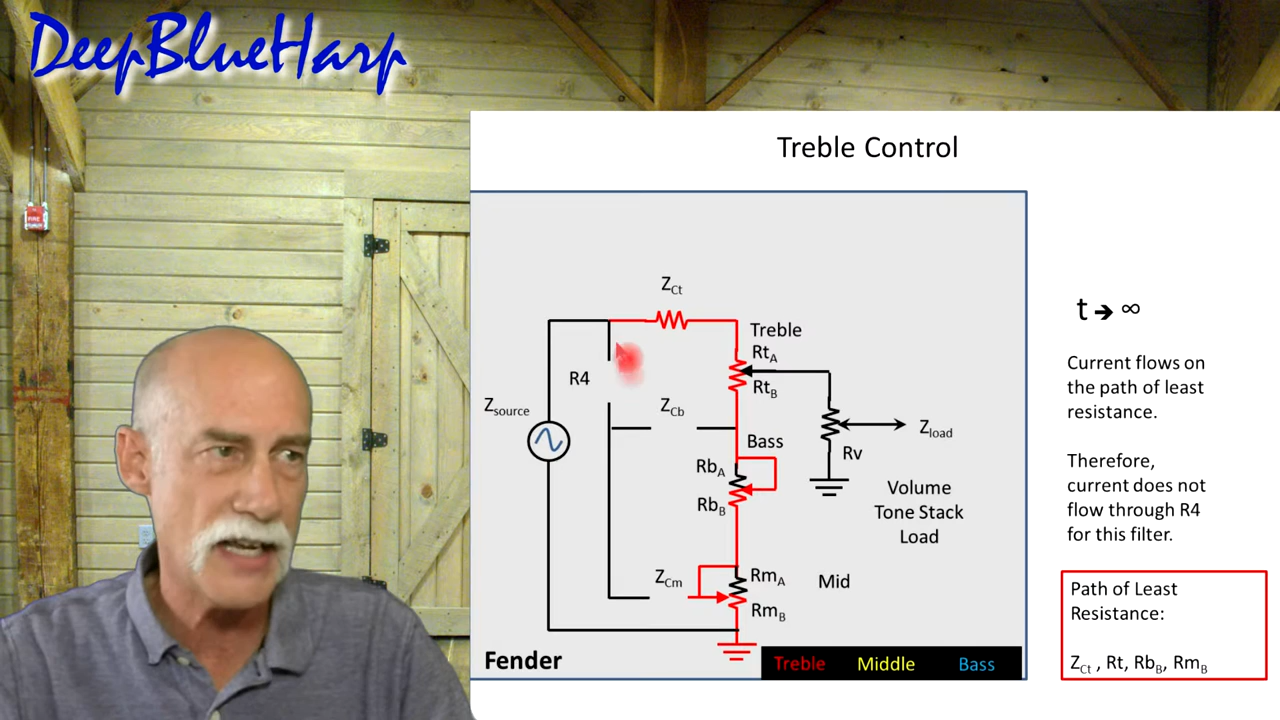 DeepBlueHarp
FIRE
Treble Control
Z_Ct
Treble
Rt_A
R4
Rt_B
Z_source
Z_Cb
Z_load
Bass
Rv
Rb_A
Rb_B
Volume
Tone Stack
Load
Z_Cm
Rm_A
Mid
Rm_B
Fender
Treble Middle Bass
t → ∞
Current flows on
the path of least
resistance.
Therefore,
current does not
flow through R4
for this filter.
Path of Least
Resistance:
Z_Ct , Rt, Rb_B, Rm_B